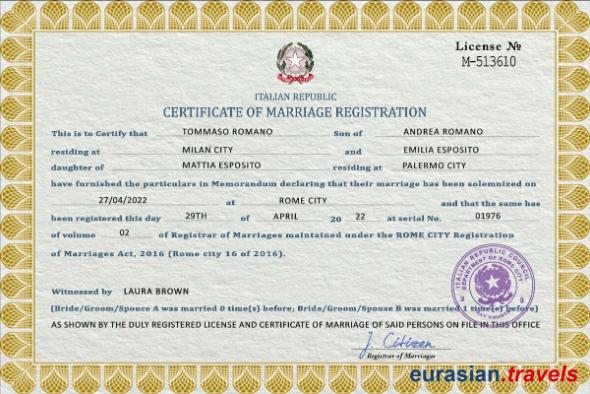 License №
M-513610
ITALIAN REPUBLIC
CERTIFICATE OF MARRIAGE REGISTRATION
This is to Certify that TOMMASO ROMANO Son of ANDREA ROMANO
residing at MILAN CITY and EMILIA ESPOSITO
daughter of MATTIA ESPOSITO residing at PALERMO CITY
have furnished the particulars in Memorandum declaring that their marriage has been solemnized on
27/04/2022 at ROME CITY and that the same has
been registered this day 29TH of APRIL 20 22 at serial No. 01976
of volume 02 of Registrar of Marriages maintained under the ROME CITY Registration
of Marriages Act, 2016 (Rome city 16 of 2016).
ITALIAN REPUBLIC COUNCIL
DEPARTMENT OF ROME CITY
Witnessed by LAURA BROWN
(Bride/Groom/Spouce A was married 0 time(s) before; Bride/Groom/Spouse B was married 1 time(s) before)
AS SHOWN BY THE DULY REGISTERED LICENSE AND CERTIFICATE OF MARRIAGE OF SAID PERSONS ON FILE IN THIS OFFICE
J. Citizen
Registrar of Marriages
eurasian.travels